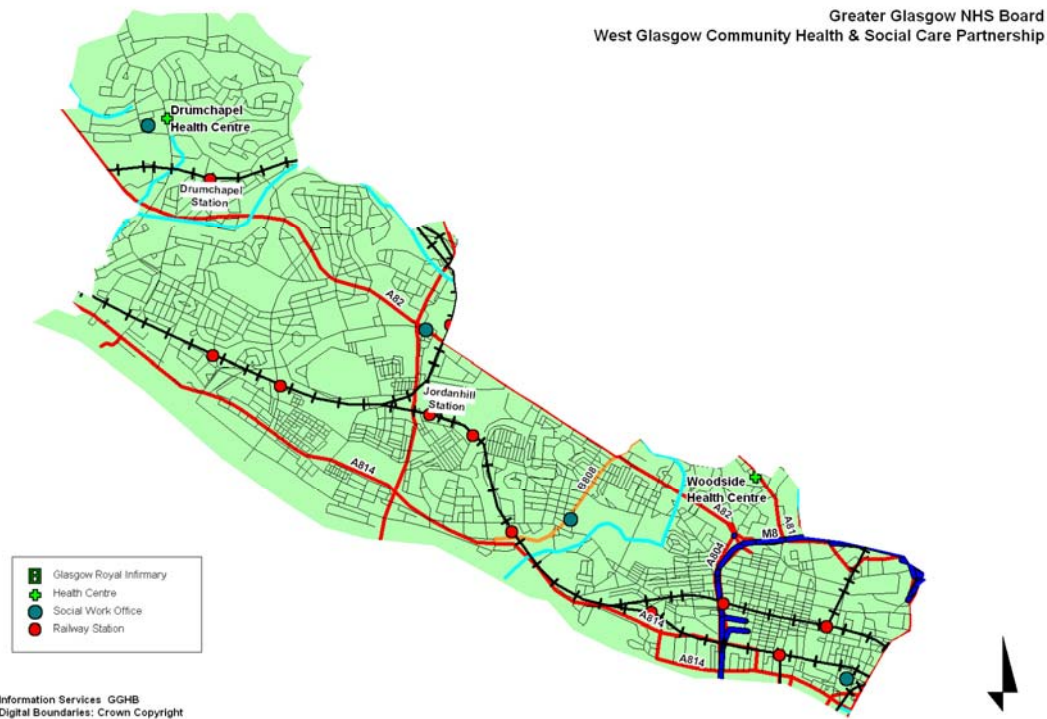 Greater Glasgow NHS Board
West Glasgow Community Health & Social Care Partnership
Drumchapel
Health Centre
Drumchapel
Station
A82
Jordanhill
Station
A814
B808
Woodside
Health Centre
A82
A81
M8
A804
A814
A814
Glasgow Royal Infirmary
Health Centre
Social Work Office
Railway Station
Information Services GGHB
Digital Boundaries: Crown Copyright